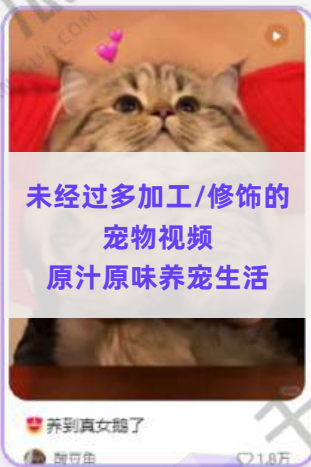 未经过多加工/修饰的
宠物视频
原汁原味养宠生活
养到真女鹅了
1.8万